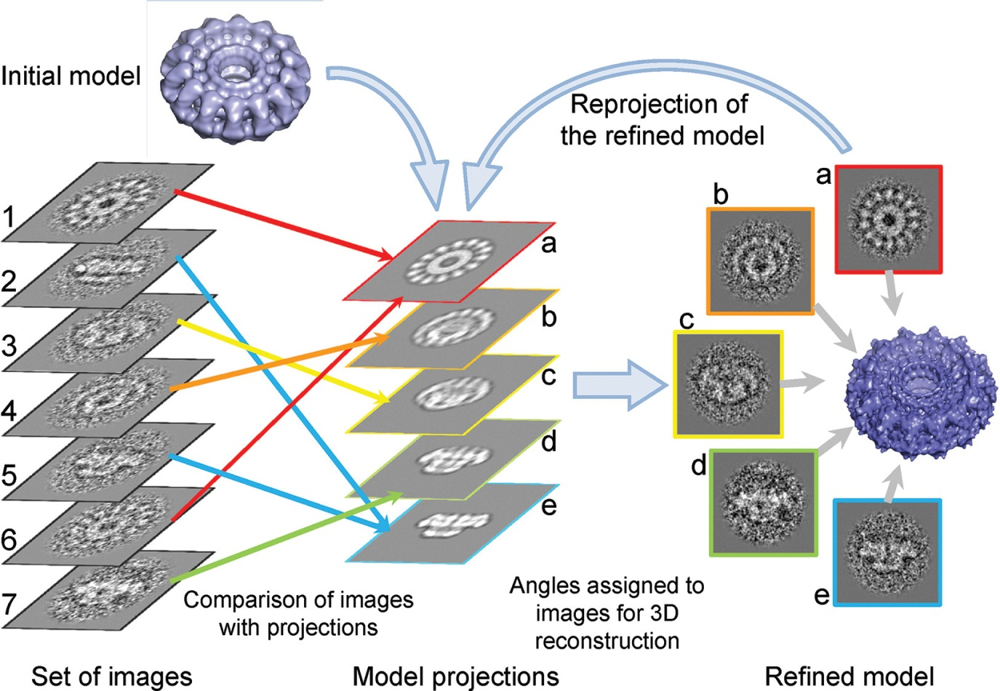 Initial model
Reprojection of
the refined model
1
2
3
4
5
6
7
a
b
c
d
e
a
b
c
d
e
Comparison of images
with projections
Angles assigned to
images for 3D
reconstruction
Set of images
Model projections
Refined model